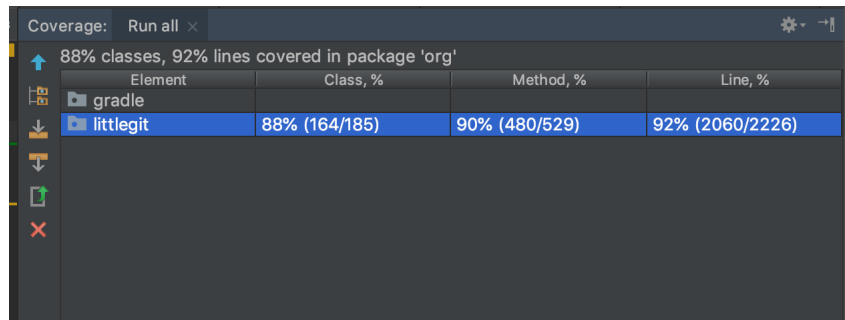 Coverage: Run all
88% classes, 92% lines covered in package 'org'
Element Class, % Method, % Line, %
gradle
littlegit 88% (164/185) 90% (480/529) 92% (2060/2226)